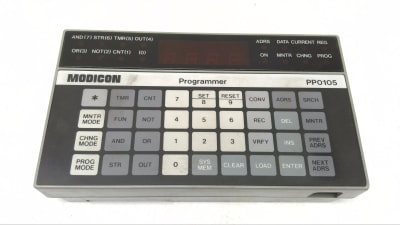 AND(7) STR(6) TMR(5) OUT(4)
ADRS DATA CURRENT REG
OR(3) NOT(2) CNT(1) (0)
ON MNTR CHNG PROG
MODICON
Programmer
PP0105
* TMR CNT 7 SET 8 RESET 9 CONV ADRS SRCH
MNTR MODE FUN NOT 4 5 6 REC DEL MNTR
CHNG MODE AND OR 1 2 3 VRFY INS PREV ADRS
PROG MODE STR OUT 0 SYS MEM CLEAR LOAD ENTER NEXT ADRS